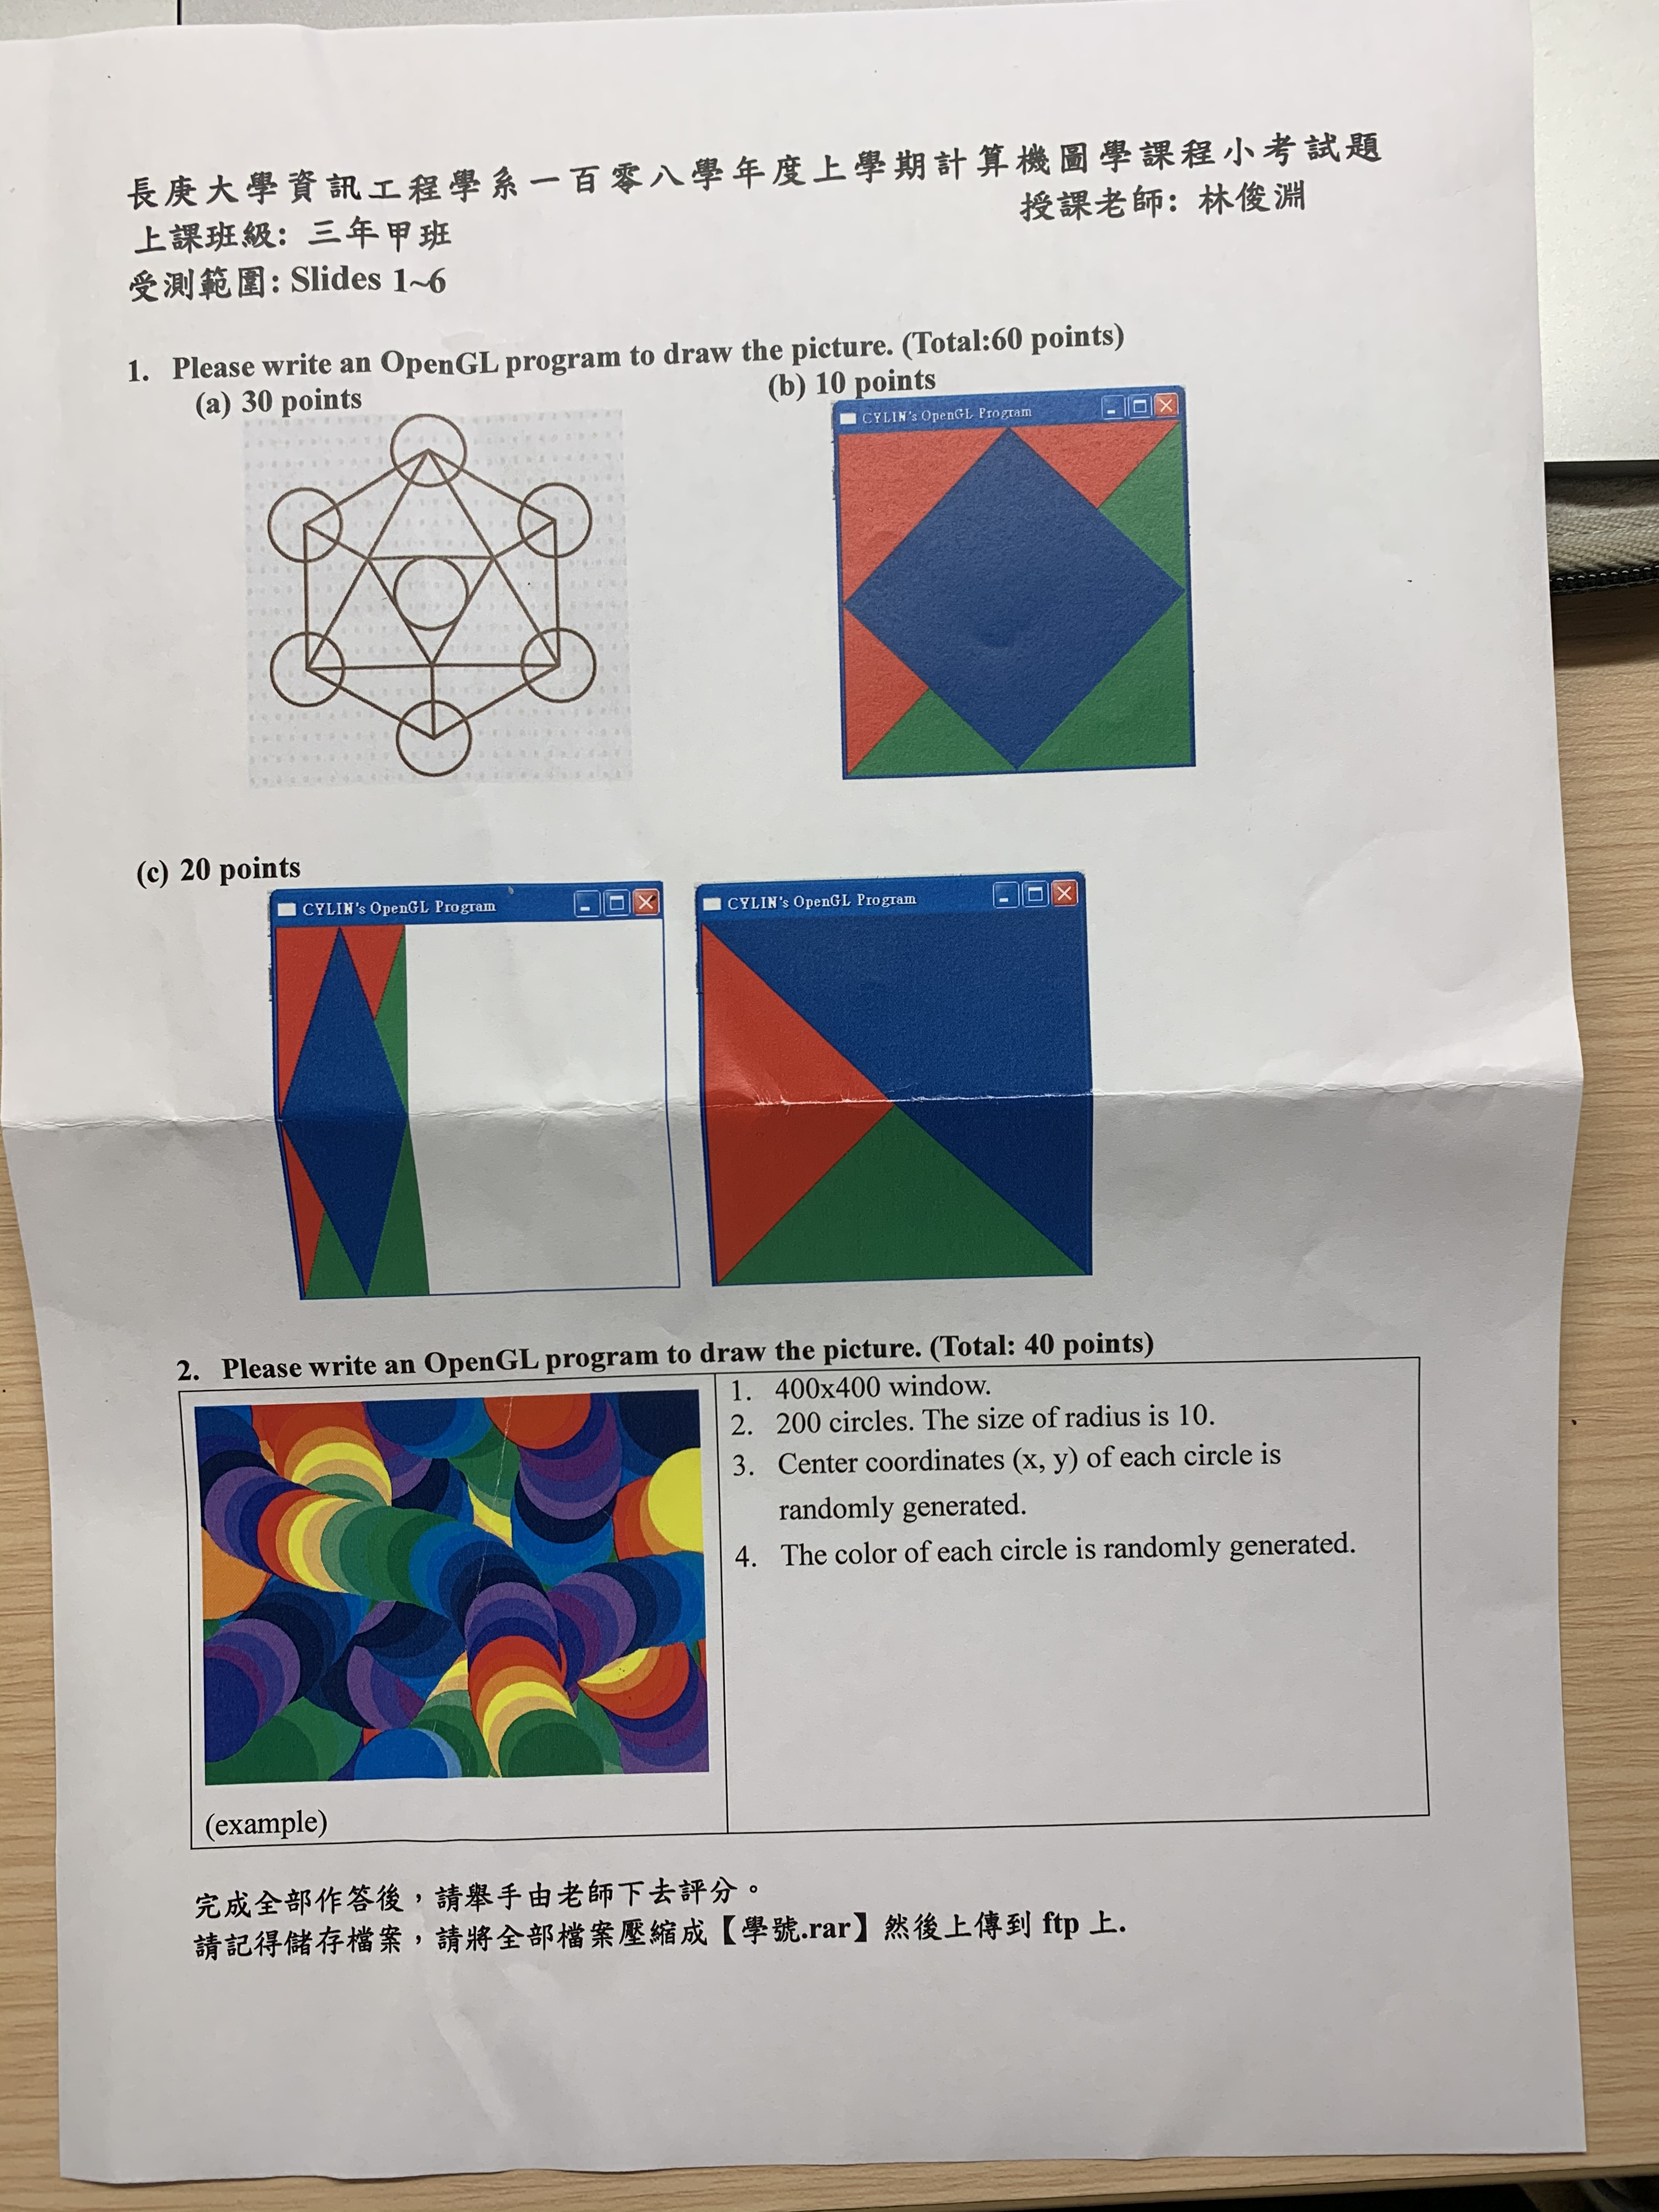 長庚大學資訊工程學系一百零八學年度上學期計算機圖學課程小考試題
上課班級: 三年甲班 授課老師: 林俊淵
受測範圍: Slides 1~6
1. Please write an OpenGL program to draw the picture. (Total:60 points)
(a) 30 points (b) 10 points
CYLIN's OpenGL Program
(c) 20 points
CYLIN's OpenGL Program
CYLIN's OpenGL Program
2. Please write an OpenGL program to draw the picture. (Total: 40 points)
1. 400x400 window.
2. 200 circles. The size of radius is 10.
3. Center coordinates (x, y) of each circle is
randomly generated.
4. The color of each circle is randomly generated.
(example)
完成全部作答後，請舉手由老師下去評分。
請記得儲存檔案，請將全部檔案壓縮成【學號.rar】然後上傳到 ftp 上.